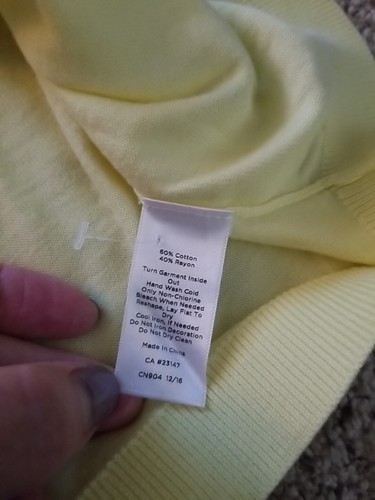 60% Cotton
40% Rayon
Turn Garment Inside
Out
Hand Wash Cold
Only Non-Chlorine
Bleach When Needed
Reshape, Lay Flat To
Dry
Cool Iron, If Needed
Do Not Iron Decoration
Do Not Dry Clean
Made in China
CA #23147
CN904 12/16